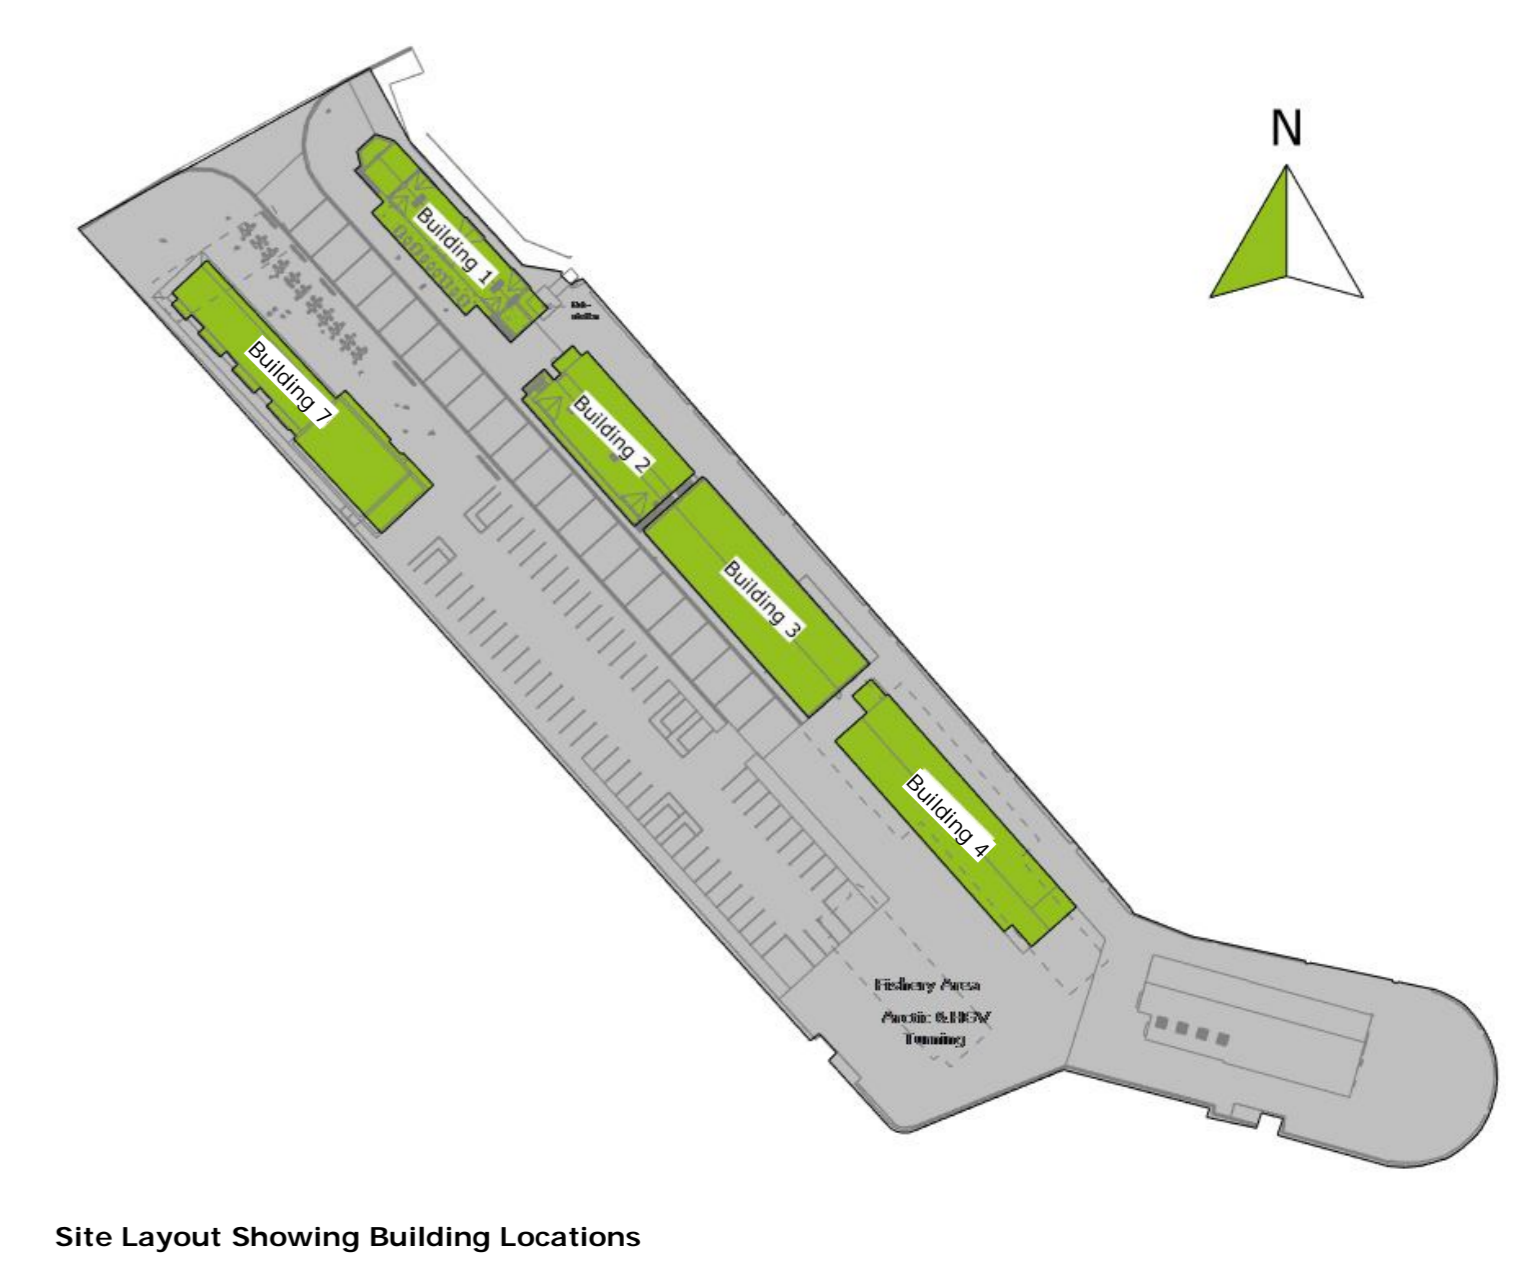 N
Building 1
Building 7
Building 2
Building 3
Building 4
Fishery Area
Arctic & HGV
Turning
Site Layout Showing Building Locations